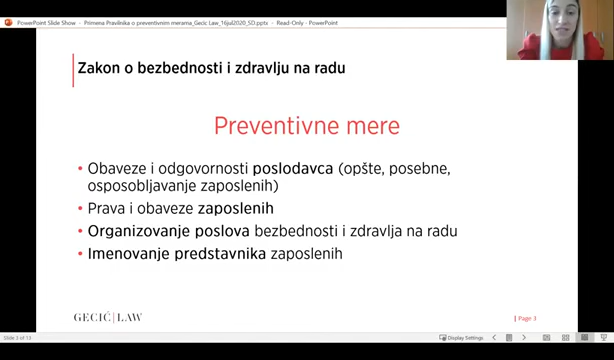 PowerPoint Slide Show - Primena Pravilnika o preventivnim merama_Gecic Law_16jul2020_SD.pptx - Read-Only - PowerPoint
Zakon o bezbednosti i zdravlju na radu
Preventivne mere
• Obaveze i odgovornosti poslodavca (opšte, posebne,
osposobljavanje zaposlenih)
• Prava i obaveze zaposlenih
• Organizovanje poslova bezbednosti i zdravlja na radu
• Imenovanje predstavnika zaposlenih
GECIĆ|LAW
| Page 3
Slide 3 of 13
Display Settings